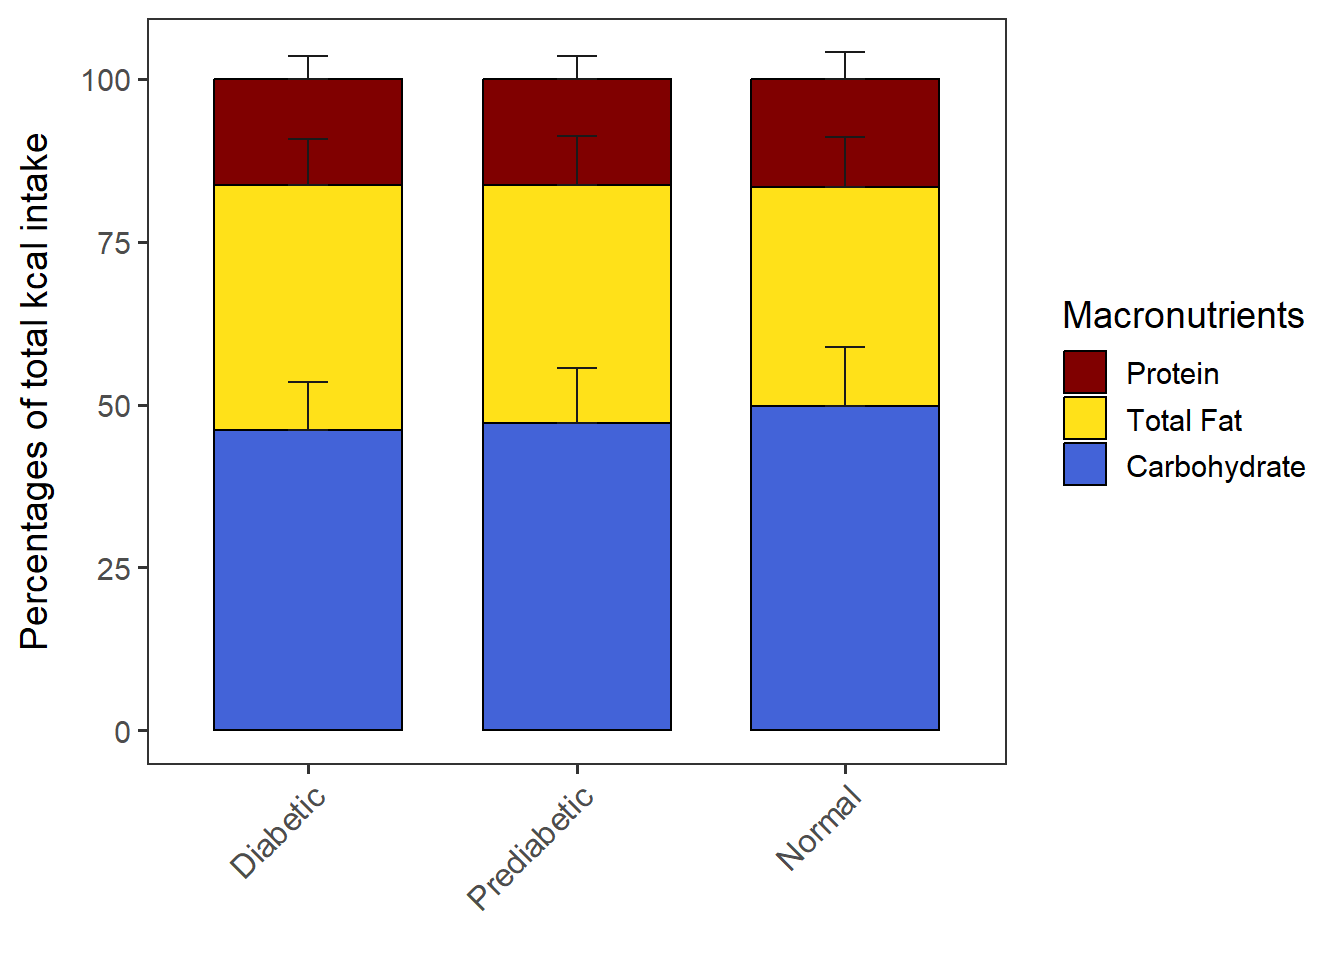 Percentages of total kcal intake
100
75
50
25
0
Diabetic
Prediabetic
Normal
Macronutrients
Protein
Total Fat
Carbohydrate